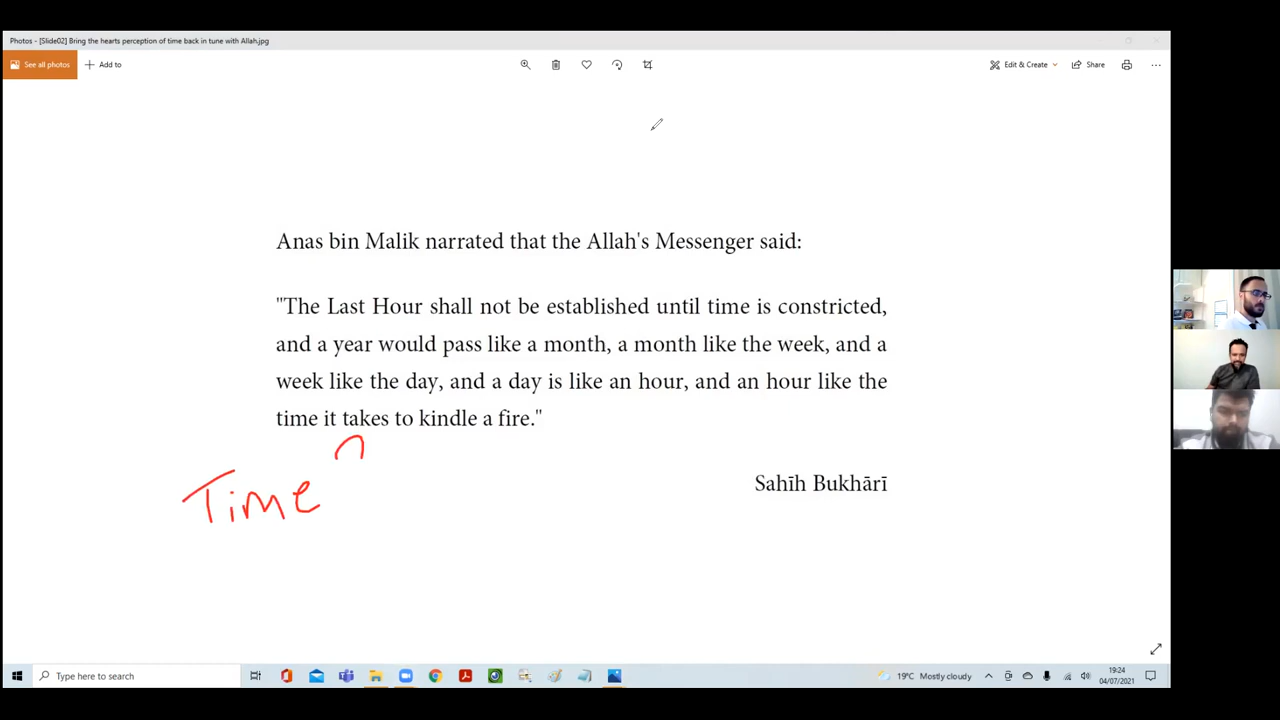 Photos - [Slide02] Bring the hearts perception of time back in tune with Allah.jpg
See all photos
Add to
Edit & Create
Share
Anas bin Malik narrated that the Allah's Messenger said:
"The Last Hour shall not be established until time is constricted,
and a year would pass like a month, a month like the week, and a
week like the day, and a day is like an hour, and an hour like the
time it takes to kindle a fire."
Sahīh Bukhārī
Time
Type here to search
19°C Mostly cloudy
19:24
04/07/2021